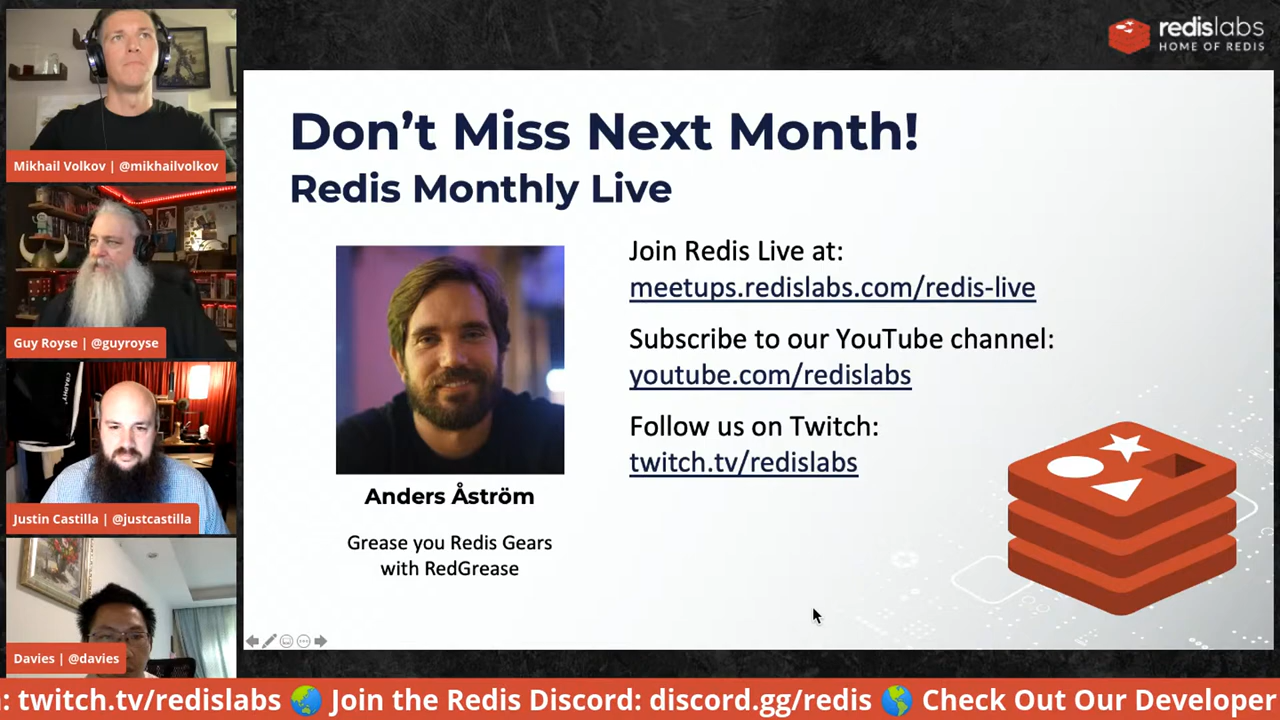 Mikhail Volkov | @mikhailvolkov
Guy Royse | @guyroyse
Justin Castilla | @justcastilla
Davies | @davies
redislabs
HOME OF REDIS
Don't Miss Next Month!
Redis Monthly Live
Anders Åström
Grease you Redis Gears
with RedGrease
Join Redis Live at:
meetups.redislabs.com/redis-live
Subscribe to our YouTube channel:
youtube.com/redislabs
Follow us on Twitch:
twitch.tv/redislabs
: twitch.tv/redislabs 🌏 Join the Redis Discord: discord.gg/redis 🌎 Check Out Our Developer